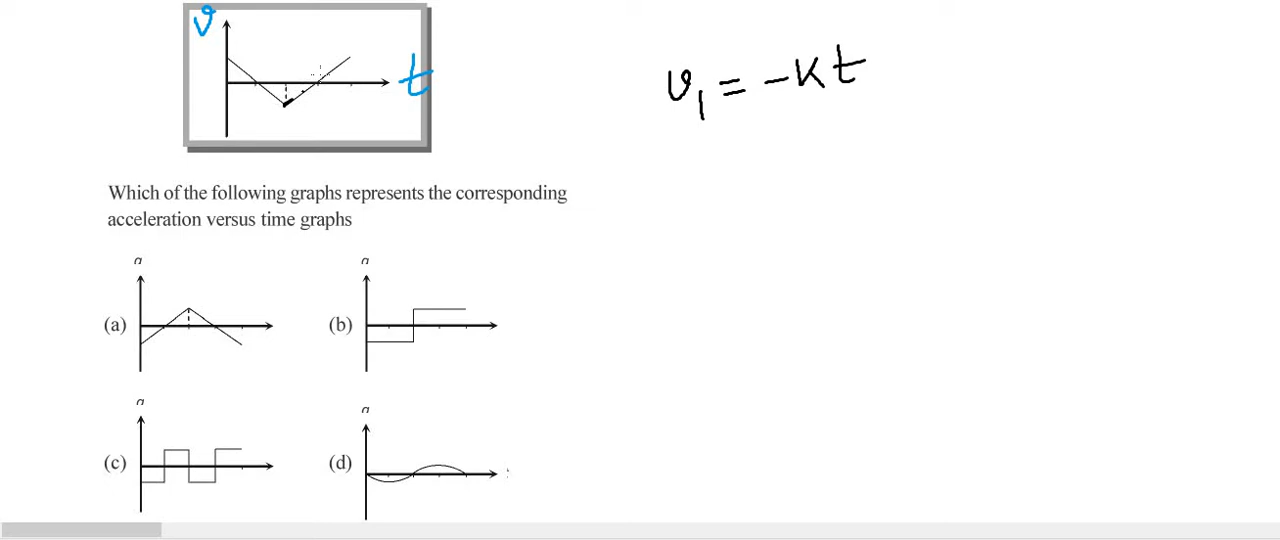 v
t
v₁ = -kt
Which of the following graphs represents the corresponding
acceleration versus time graphs
a
a
(a)
(b)
a
a
(c)
(d)